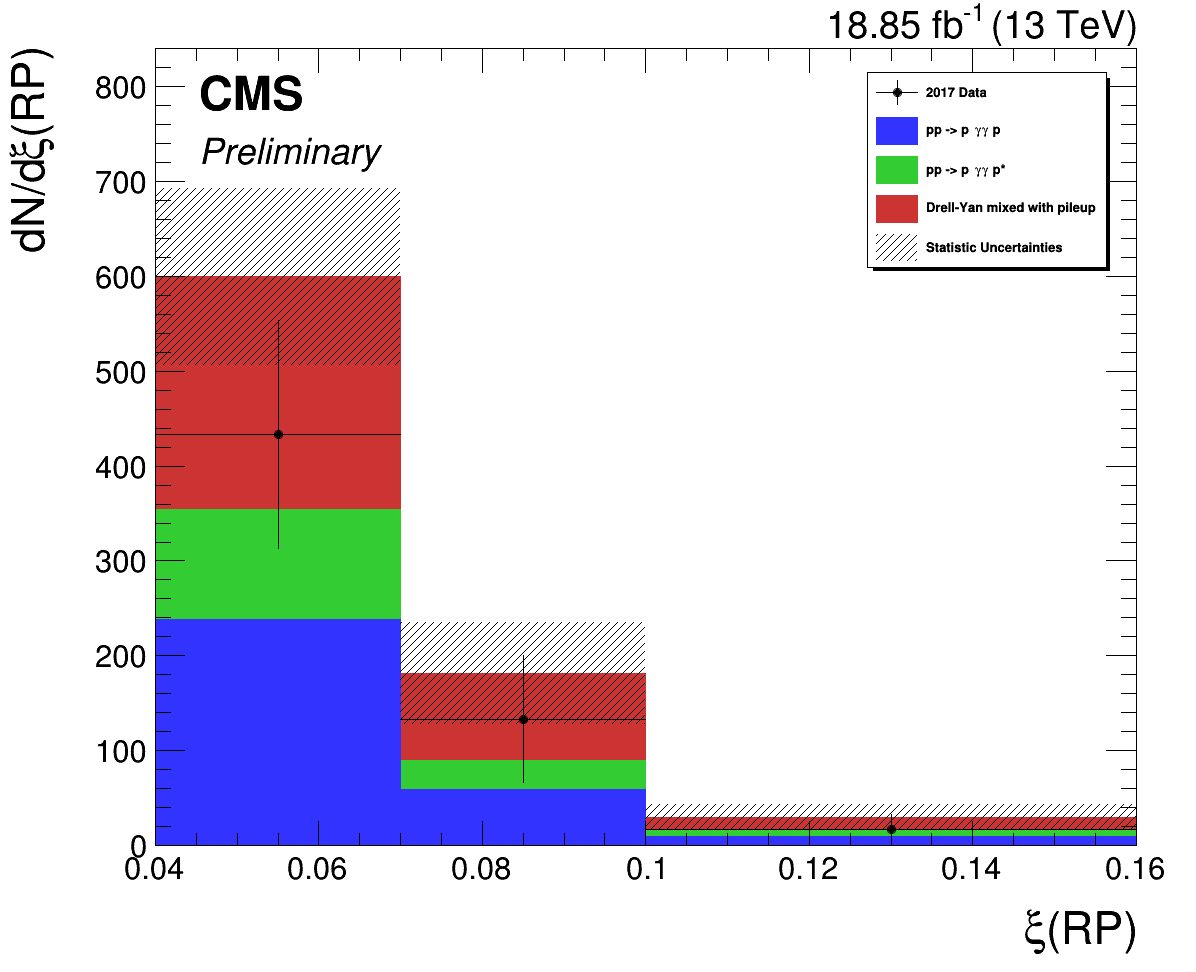 18.85 fb⁻¹ (13 TeV)
dN/dξ(RP)
CMS
Preliminary
2017 Data
pp -> p γγ p
pp -> p γγ p*
Drell-Yan mixed with pileup
Statistic Uncertainties
800
700
600
500
400
300
200
100
0
0.04 0.06 0.08 0.1 0.12 0.14 0.16
ξ(RP)